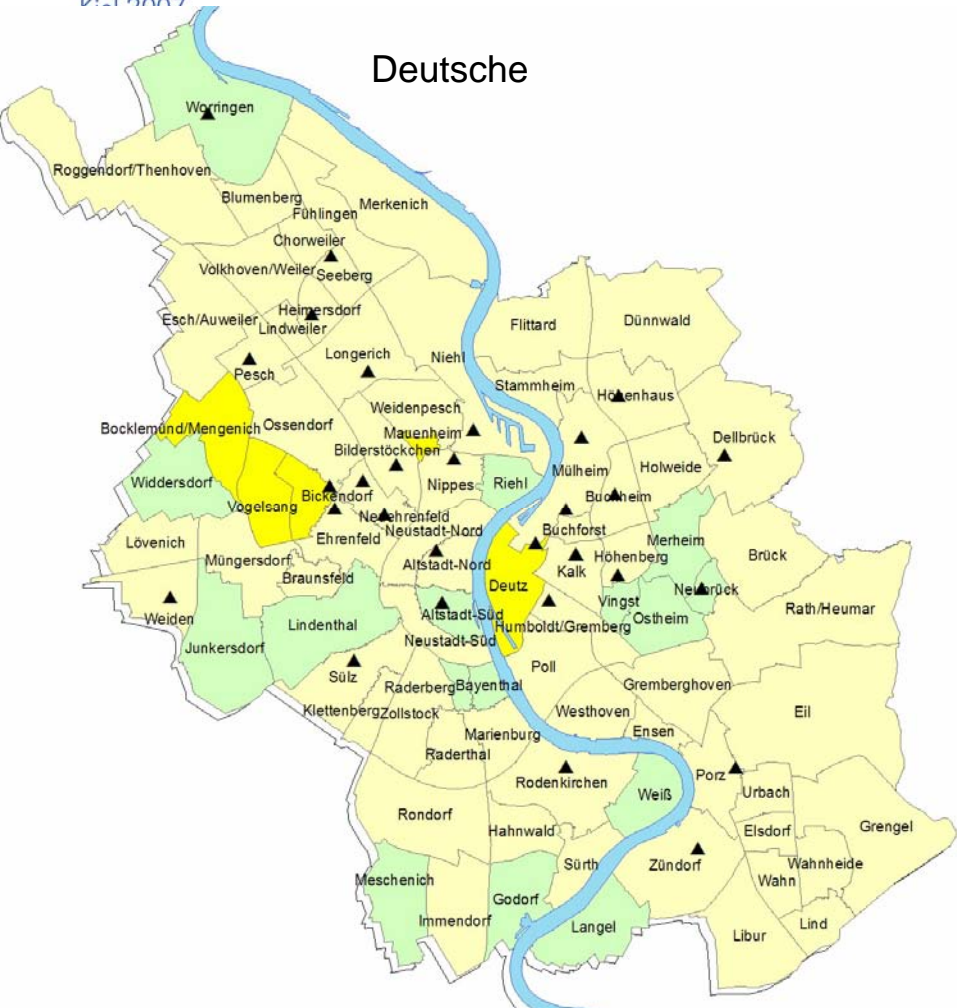 Kiel 2007
Deutsche
Worringen
Roggendorf/Thenhoven
Blumenberg
Merkenich
Fühlingen
Chorweiler
Volkhoven/Weiler
Seeberg
Heimersdorf
Esch/Auweiler
Lindweiler
Flittard
Dünnwald
Longerich
Niehl
Pesch
Stammheim
Höhenhaus
Weidenpesch
Bocklemünd/Mengenich
Ossendorf
Mauenheim
Dellbrück
Bilderstöckchen
Mülheim
Holweide
Widdersdorf
Nippes
Riehl
Bickendorf
Buchheim
Vogelsang
Neuehrenfeld
Neustadt-Nord
Buchforst
Ehrenfeld
Lövenich
Merheim
Müngersdorf
Altstadt-Nord
Höhenberg
Brück
Kalk
Braunsfeld
Deutz
Neubrück
Vingst
Rath/Heumar
Weiden
Lindenthal
Altstadt-Süd
Humboldt/Gremberg
Ostheim
Junkersdorf
Neustadt-Süd
Poll
Sülz
Raderberg
Bayenthal
Gremberghoven
Klettenberg
Zollstock
Westhoven
Eil
Marienburg
Ensen
Raderthal
Rodenkirchen
Porz
Weiß
Urbach
Rondorf
Hahnwald
Elsdorf
Grengel
Sürth
Zündorf
Wahnheide
Meschenich
Wahn
Godorf
Immendorf
Langel
Lind
Libur